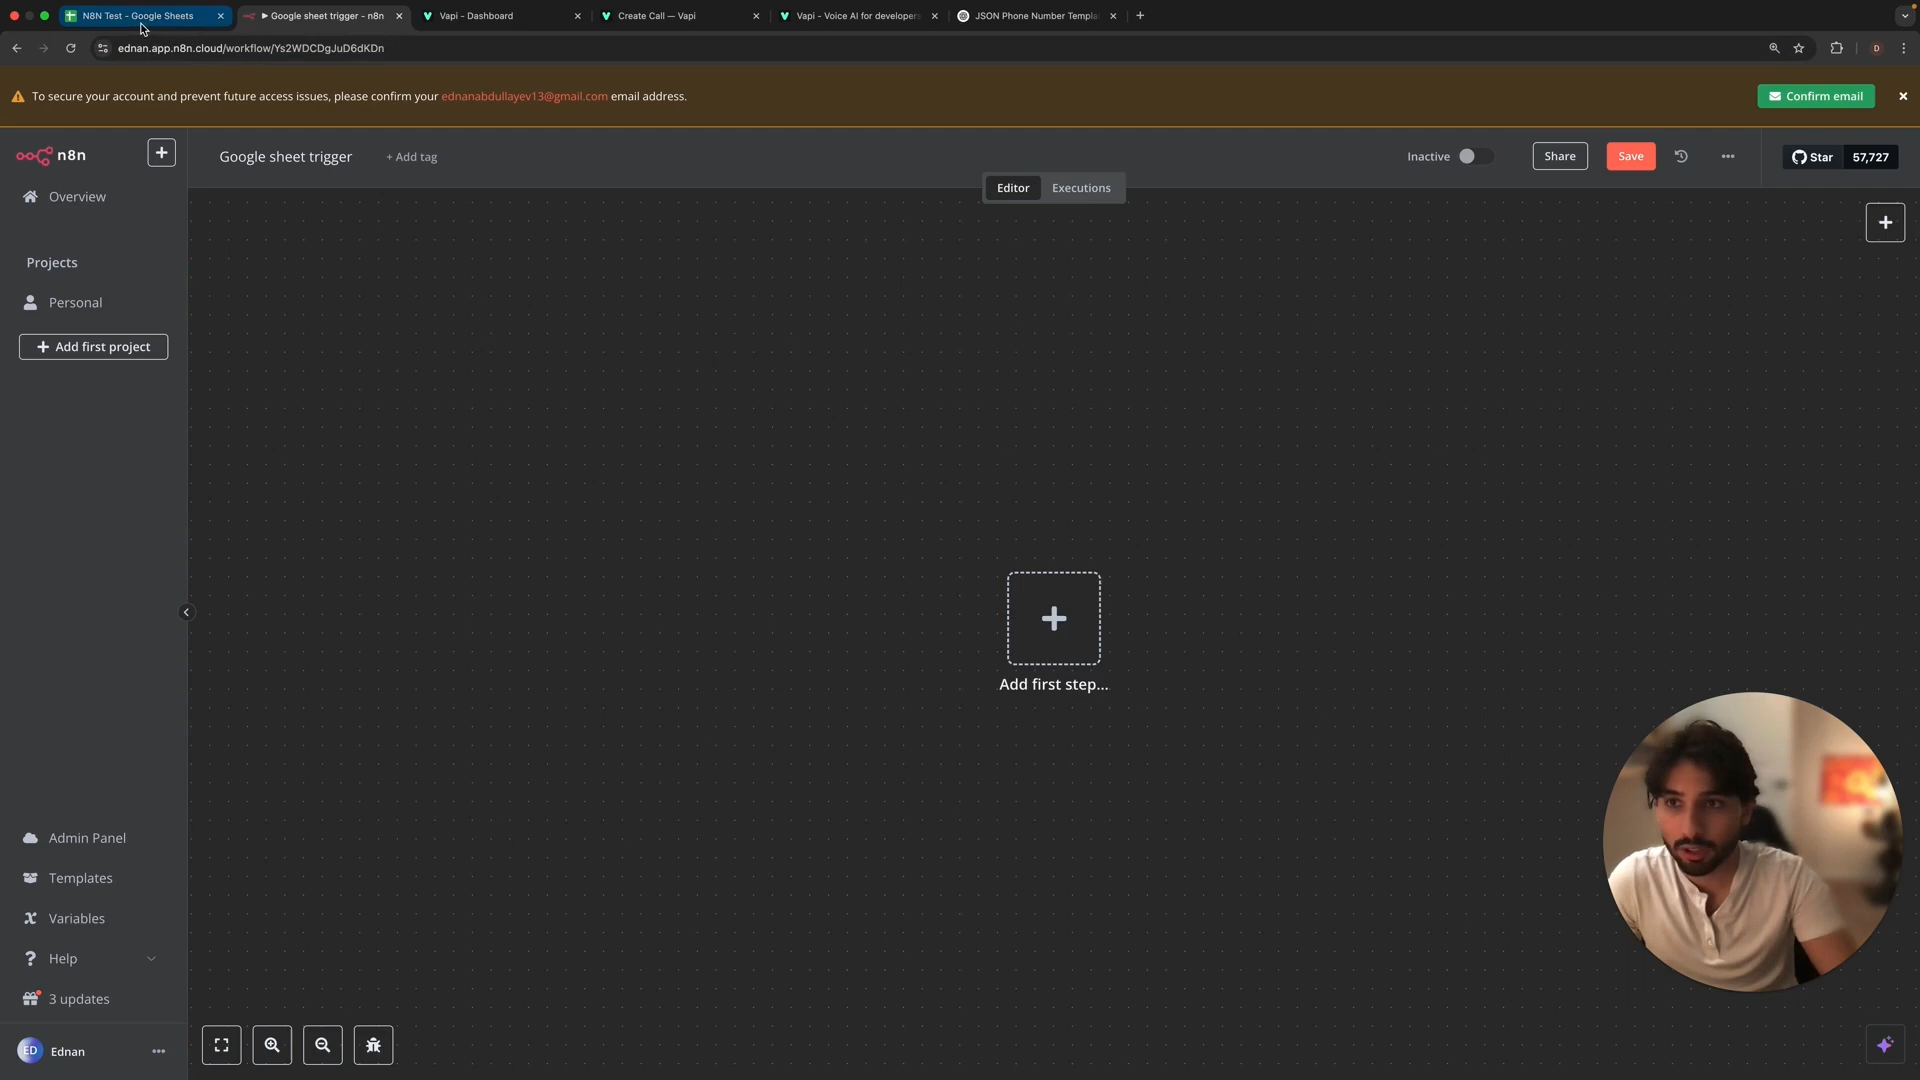 N8N Test - Google Sheets
Google sheet trigger - n8n
Vapi - Dashboard
Create Call — Vapi
Vapi - Voice AI for developers
JSON Phone Number Templa
ednan.app.n8n.cloud/workflow/Ys2WDCDgJuD6dKDn
D
To secure your account and prevent future access issues, please confirm your ednanabdullayev13@gmail.com email address.
Confirm email
n8n
Google sheet trigger
+ Add tag
Inactive
Share
Save
Star
57,727
Editor
Executions
Overview
Projects
Personal
Add first project
Add first step...
Admin Panel
Templates
Variables
Help
3 updates
ED
Ednan